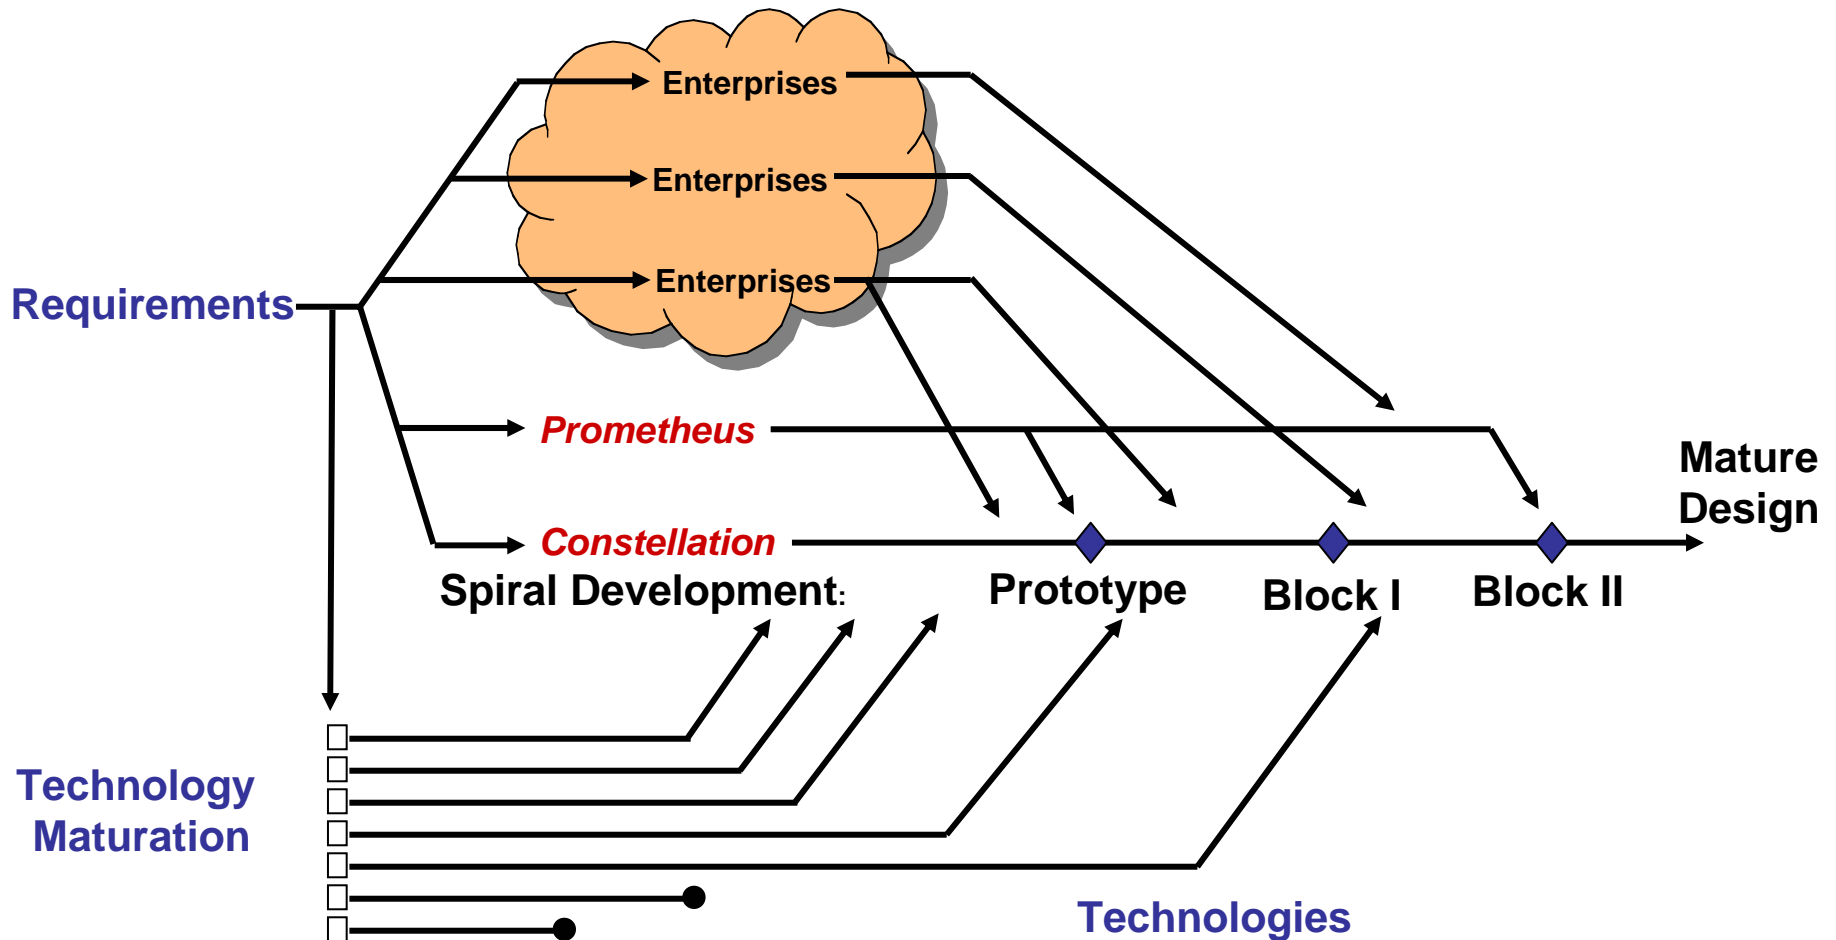 Enterprises
Enterprises
Enterprises
Requirements
Prometheus
Mature
Design
Constellation
Spiral Development:
Prototype
Block I
Block II
Technology
Maturation
Technologies